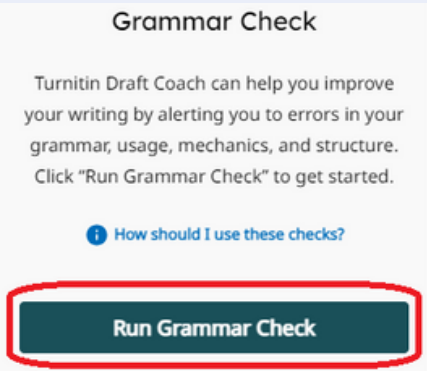 Grammar Check
Turnitin Draft Coach can help you improve
your writing by alerting you to errors in your
grammar, usage, mechanics, and structure.
Click “Run Grammar Check” to get started.
How should I use these checks?
Run Grammar Check